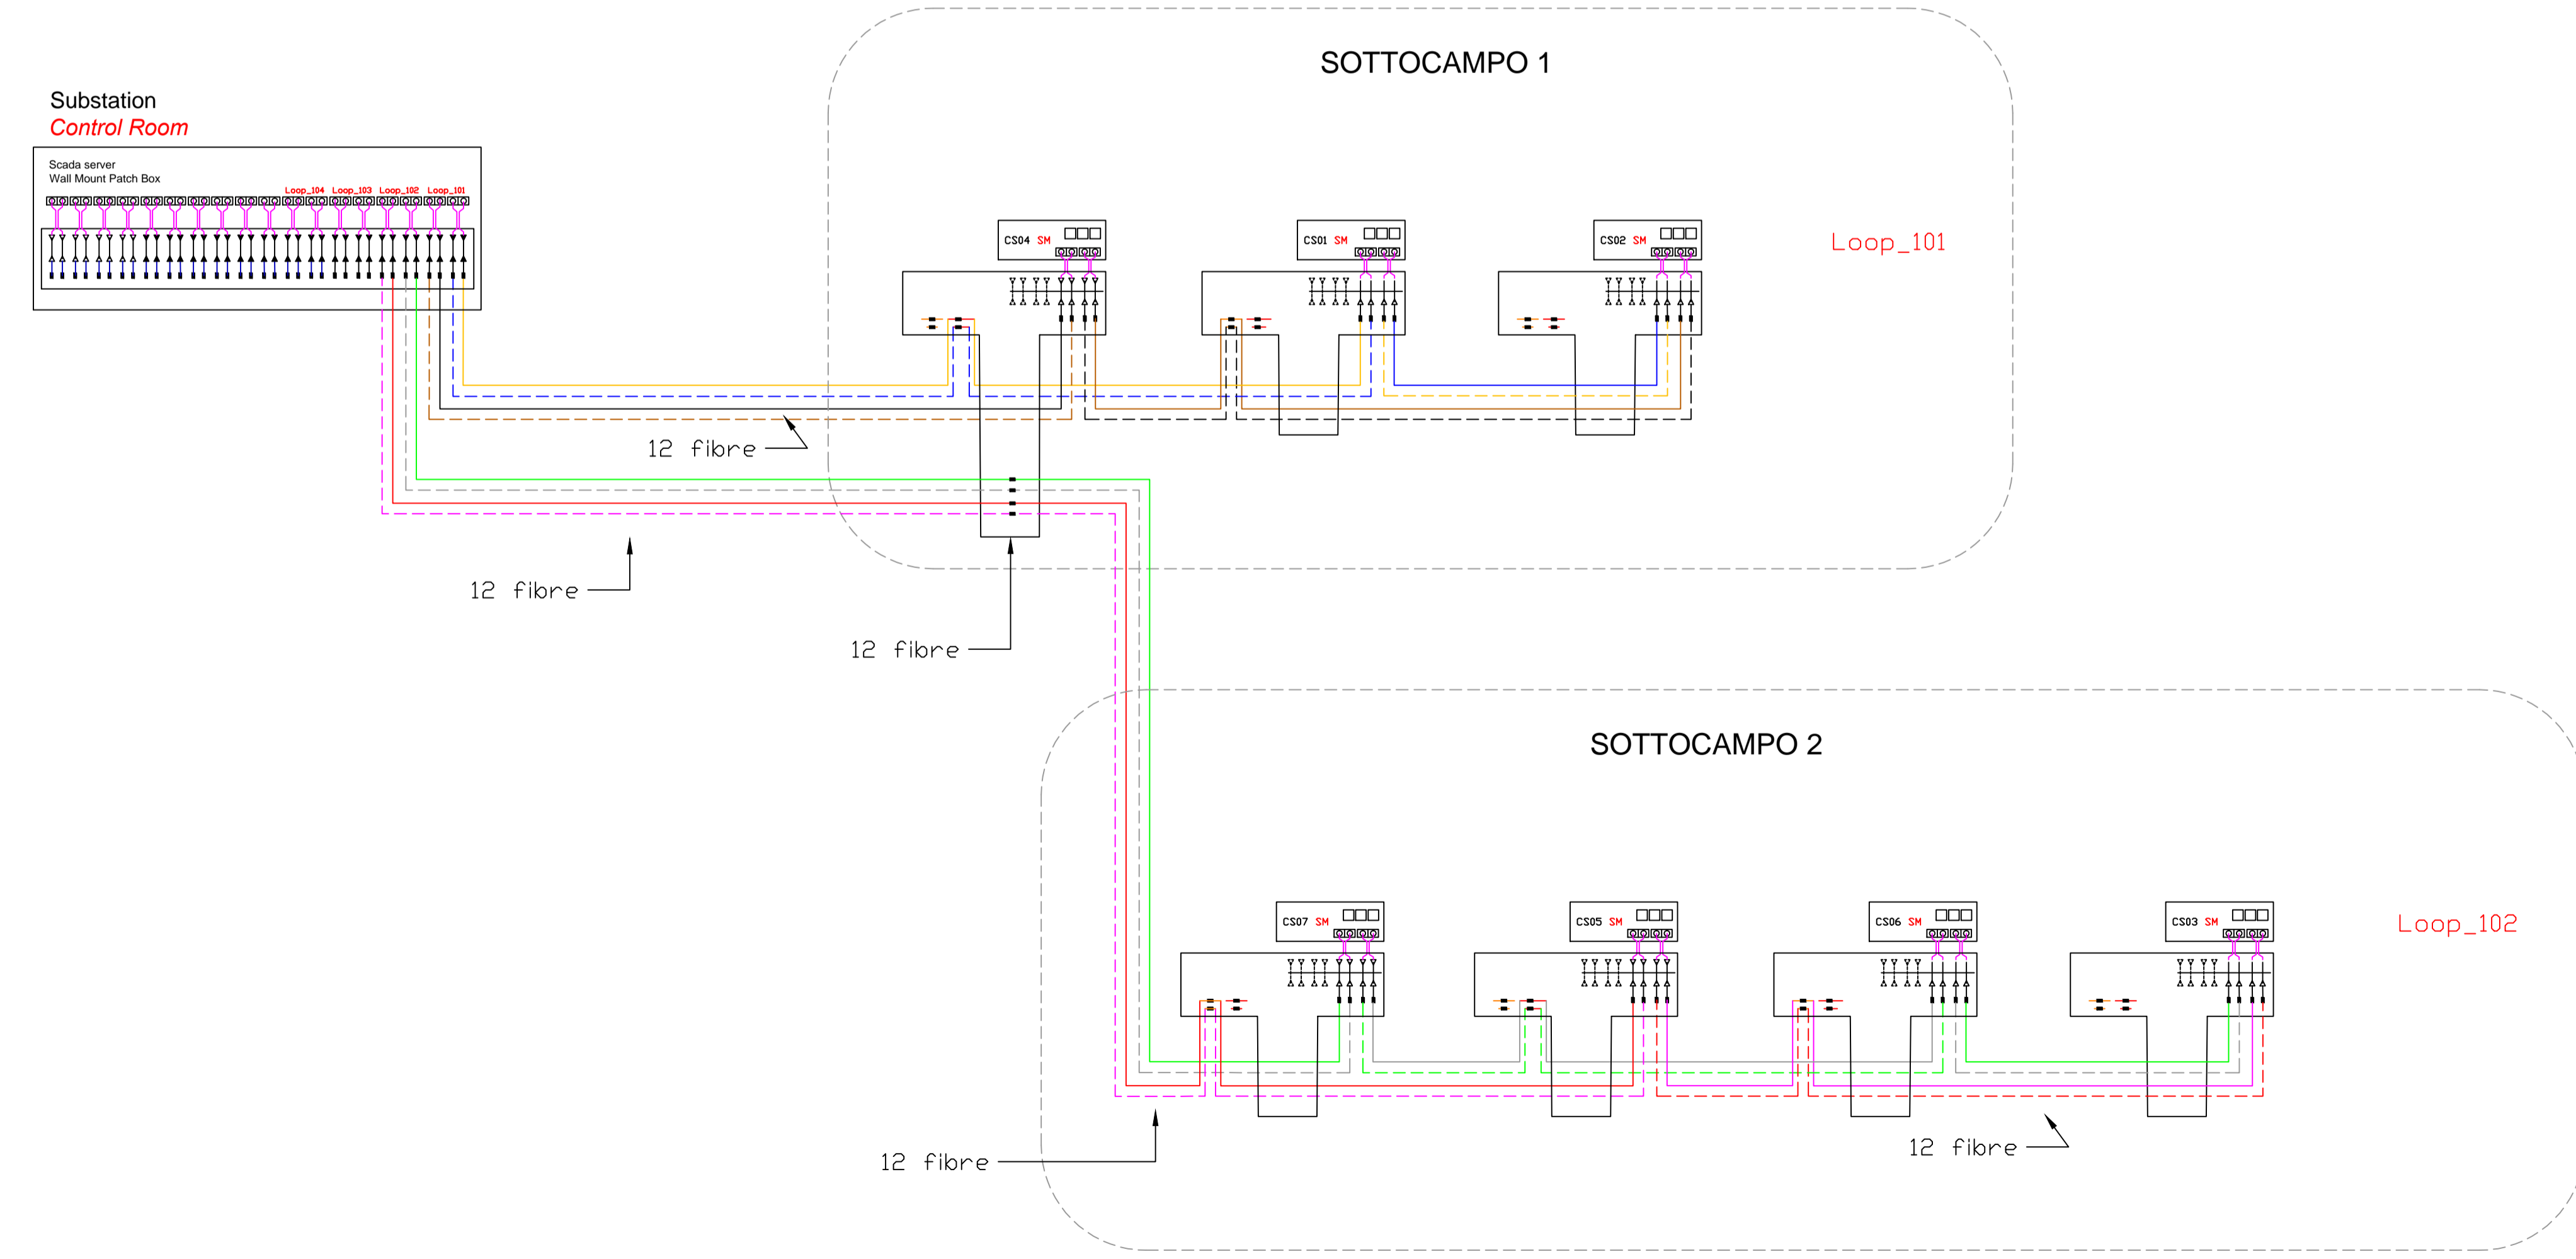 SOTTOCAMPO 1
Substation
Control Room
Scada server
Wall Mount Patch Box
Loop_104 Loop_103 Loop_102 Loop_101
CS04 SM
CS01 SM
CS02 SM
Loop_101
12 fibre
12 fibre
12 fibre
SOTTOCAMPO 2
CS07 SM
CS05 SM
CS06 SM
CS03 SM
Loop_102
12 fibre
12 fibre